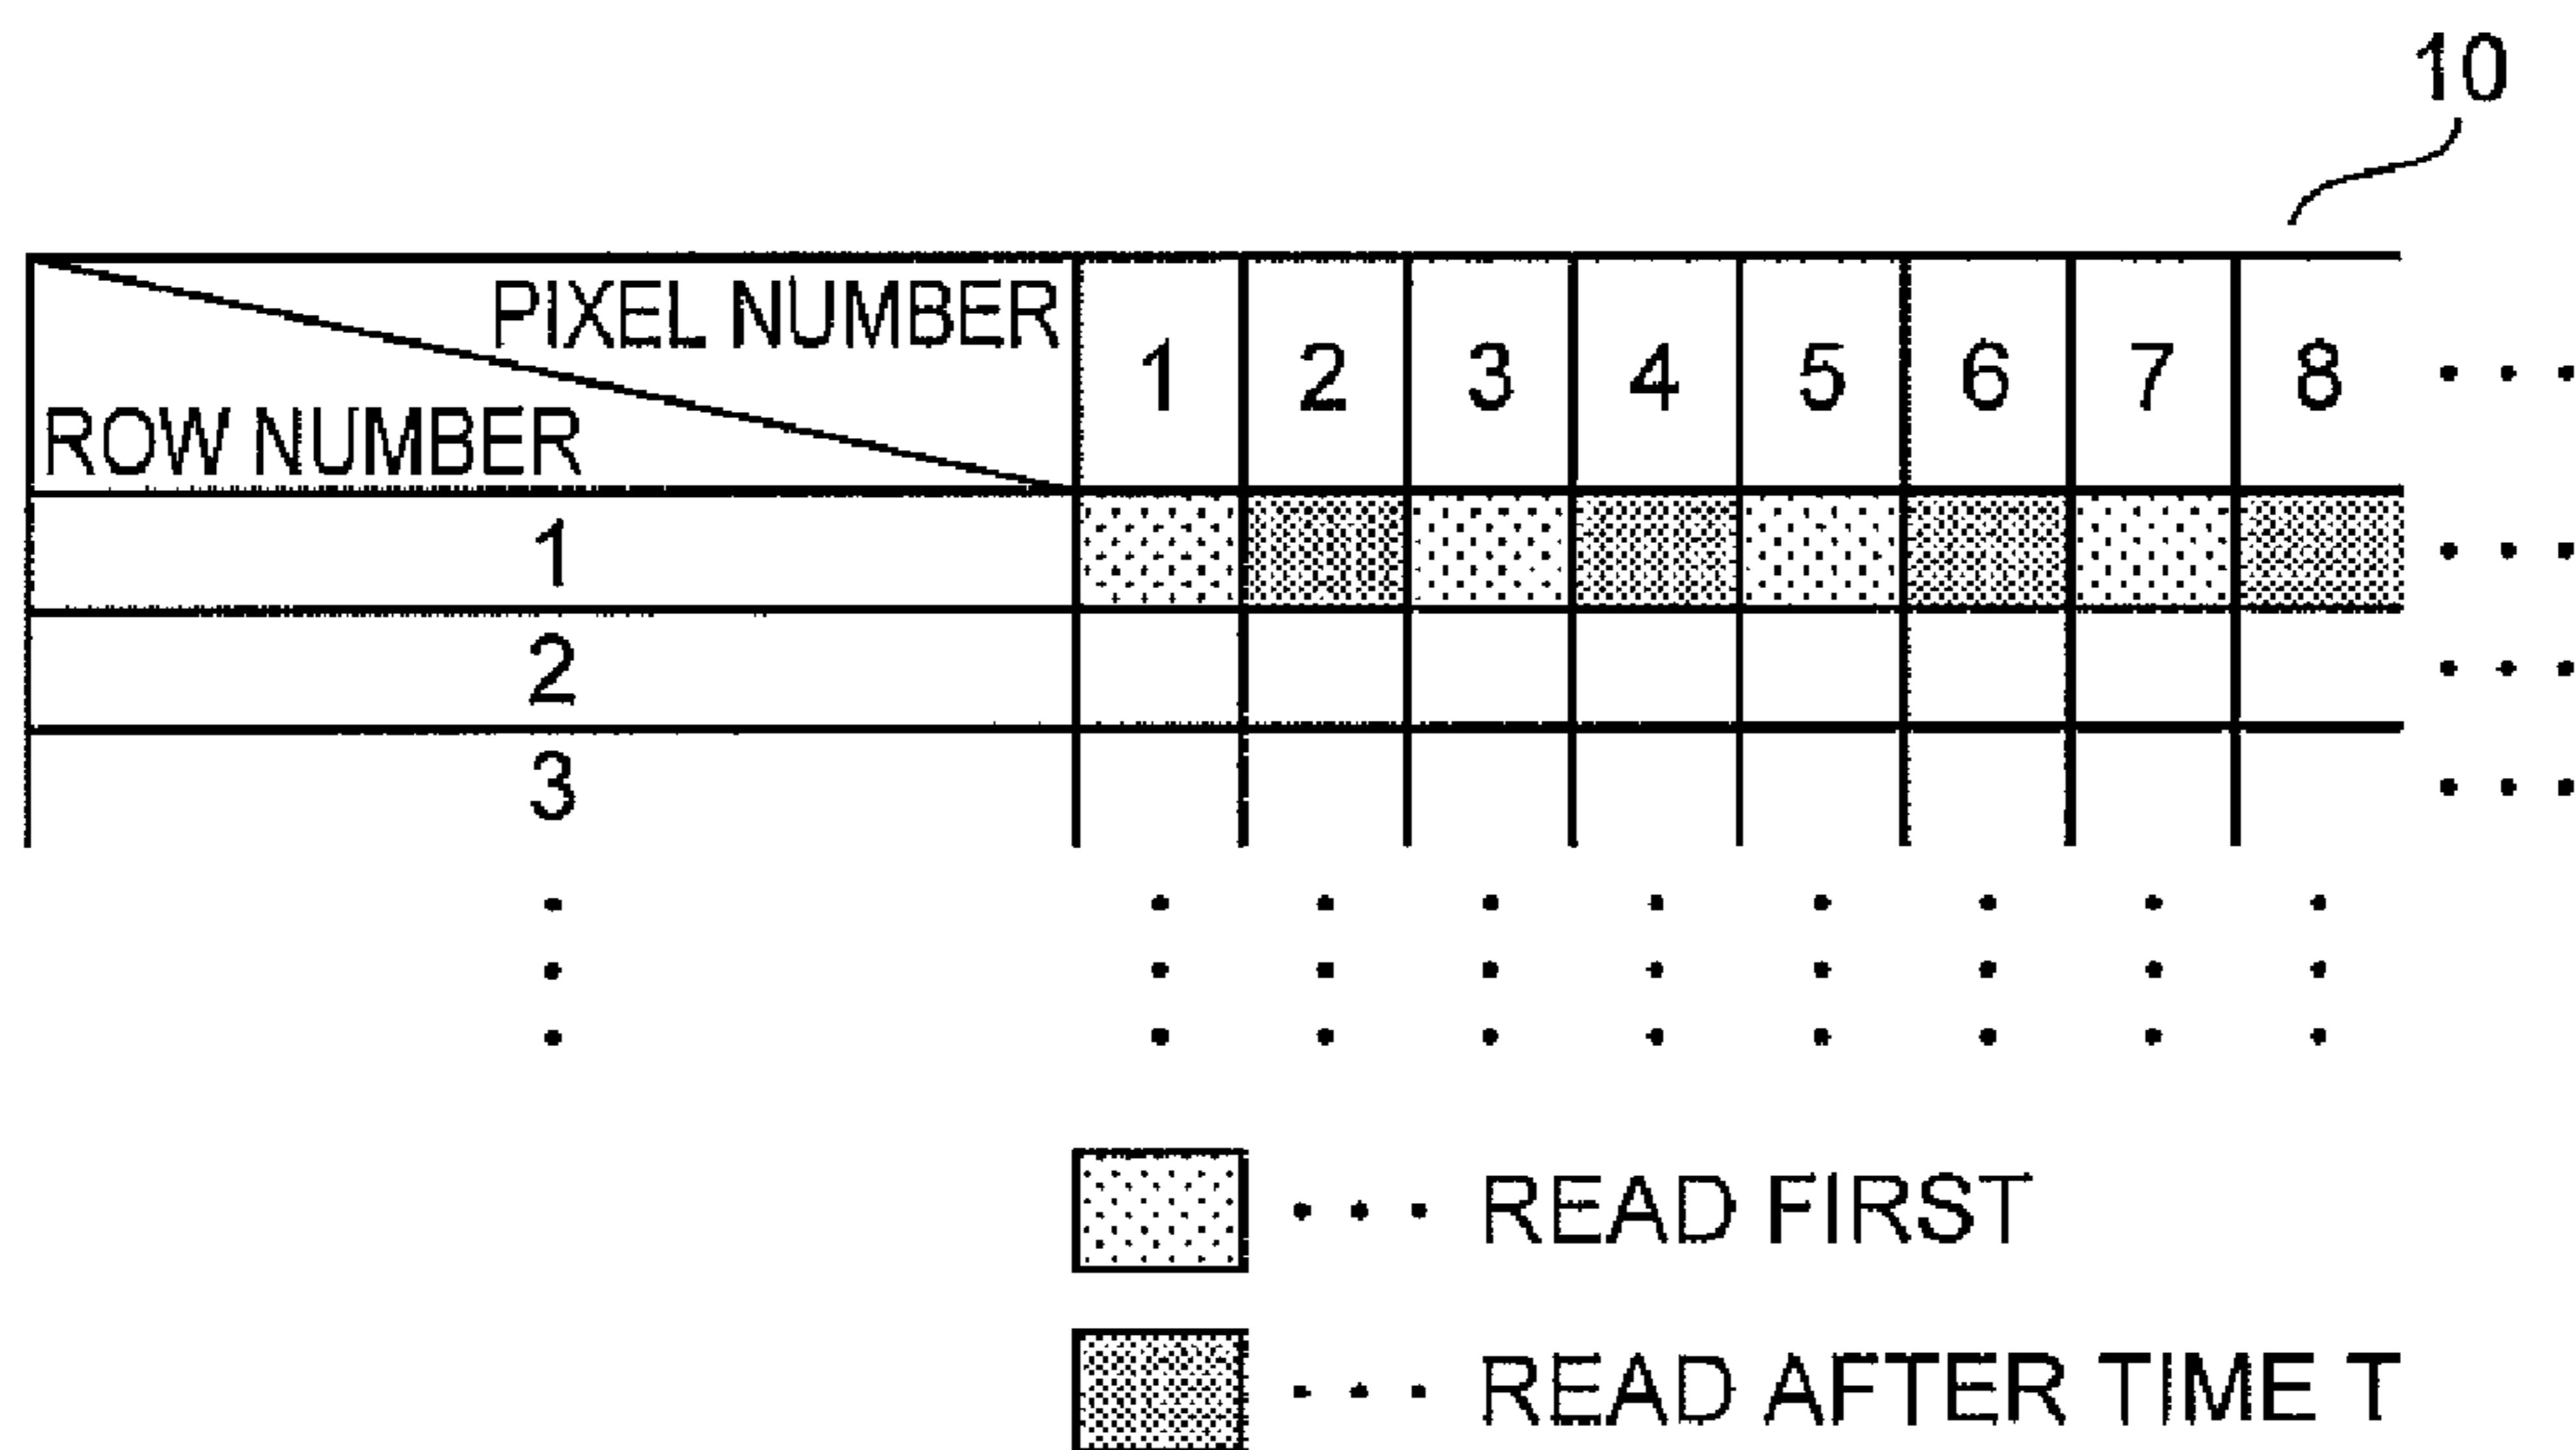 10
PIXEL NUMBER
ROW NUMBER
1 2 3 4 5 6 7 8 . . .
1 . . .
2 . . .
3 . . .
. . . READ FIRST
. . . READ AFTER TIME T